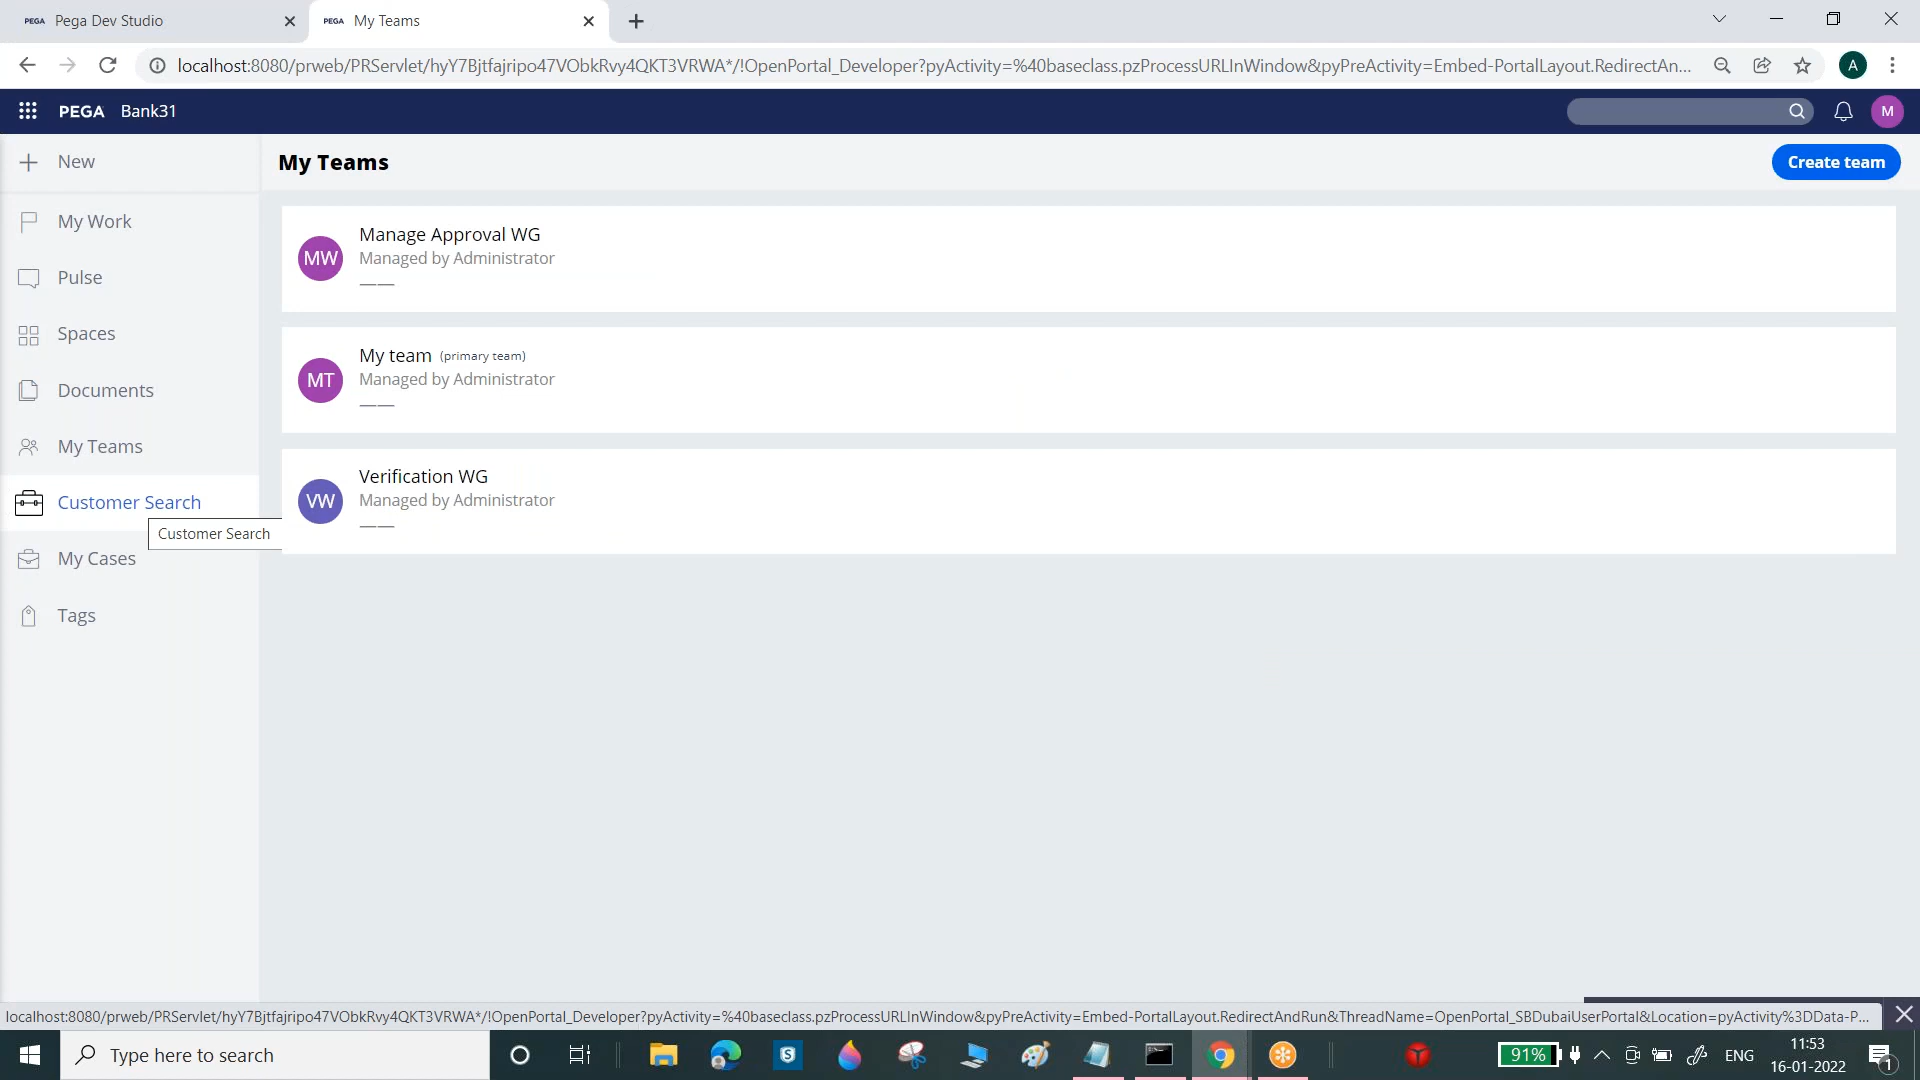 PEGA Pega Dev Studio
PEGA My Teams
localhost:8080/prweb/PRServlet/hyY7Bjtfajripo47VObkRvy4QKT3VRWA*/!OpenPortal_Developer?pyActivity=%40baseclass.pzProcessURLInWindow&pyPreActivity=Embed-PortalLayout.RedirectAn...
A
PEGA Bank31
M
New
My Teams
Create team
My Work
Pulse
Spaces
Documents
My Teams
Customer Search
Customer Search
My Cases
Tags
MW
Manage Approval WG
Managed by Administrator
MT
My team (primary team)
Managed by Administrator
VW
Verification WG
Managed by Administrator
localhost:8080/prweb/PRServlet/hyY7Bjtfajripo47VObkRvy4QKT3VRWA*/!OpenPortal_Developer?pyActivity=%40baseclass.pzProcessURLInWindow&pyPreActivity=Embed-PortalLayout.RedirectAndRun&ThreadName=OpenPortal_SBDubaiUserPortal&Location=pyActivity%3DData-P...
Type here to search
S
91%
ENG
11:53
16-01-2022
1